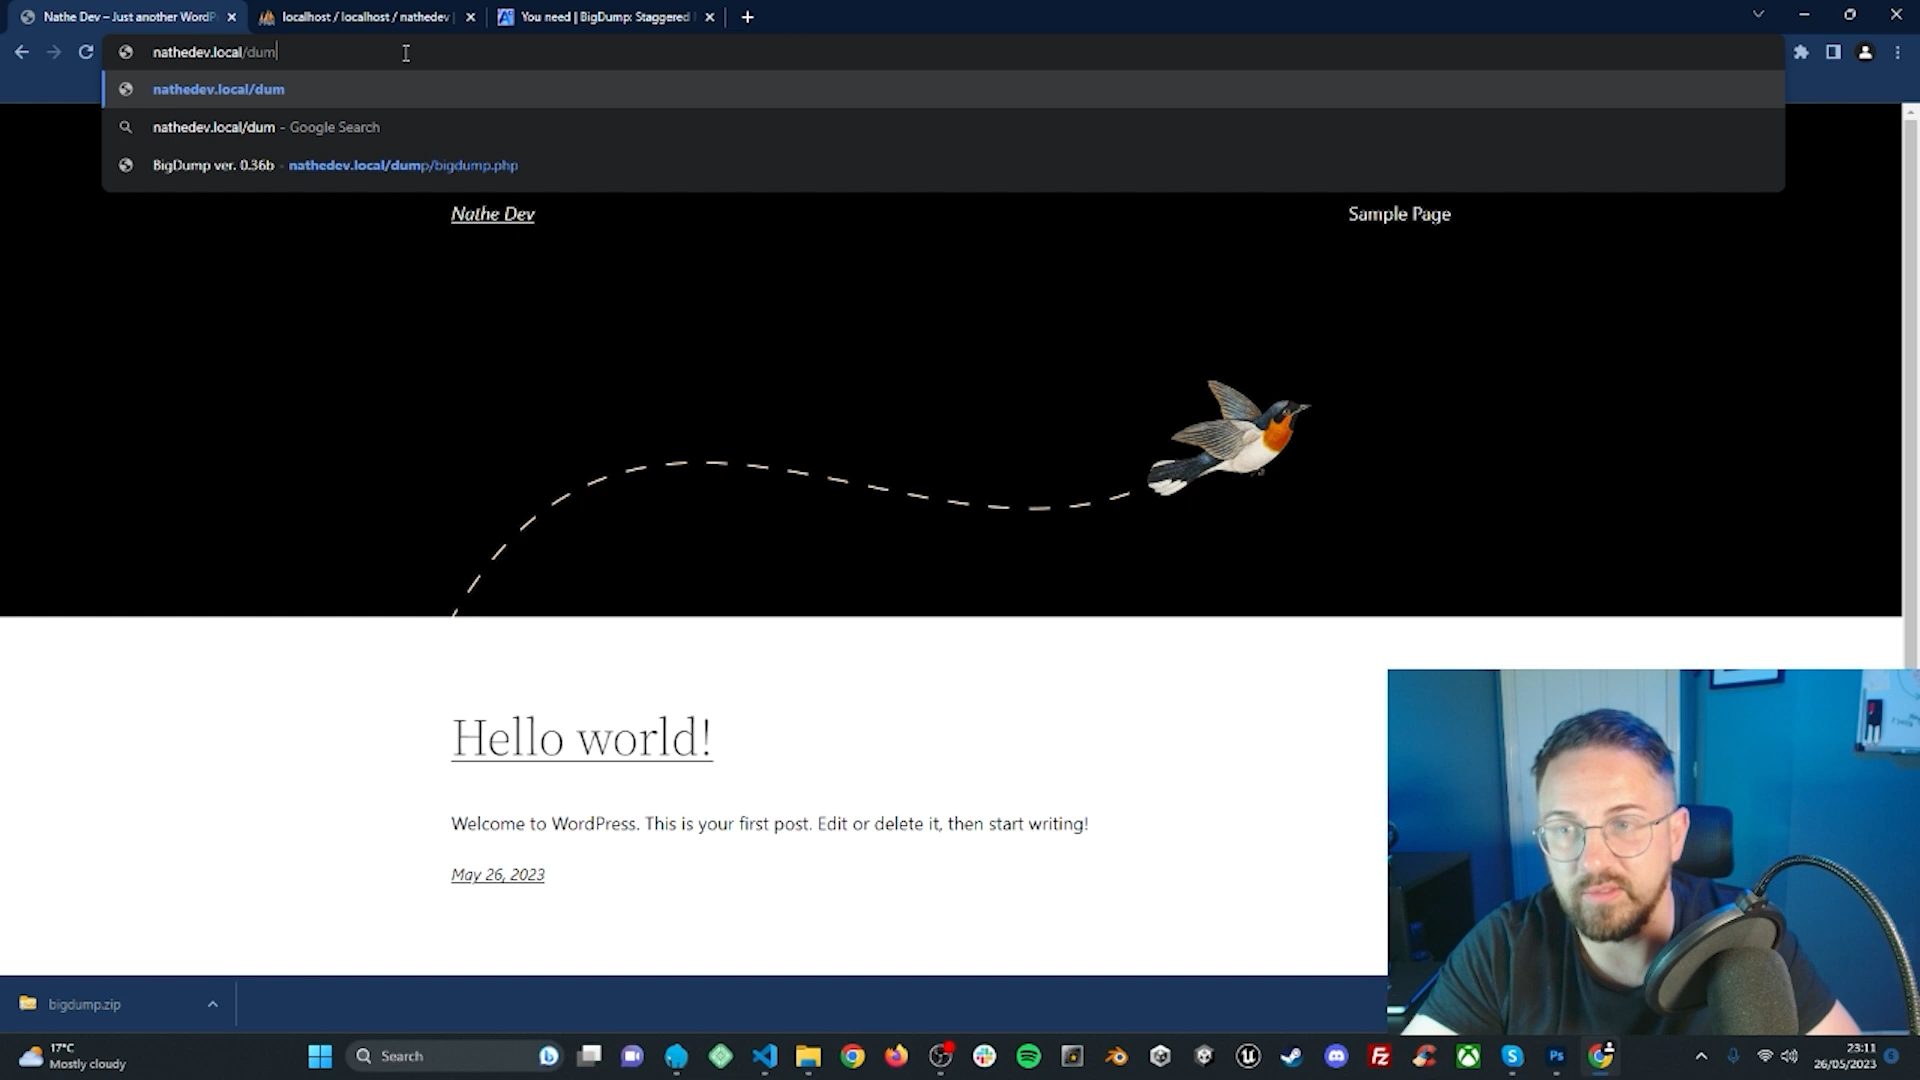 Nathe Dev – Just another WordP
localhost / localhost / nathedev
You need | BigDump: Staggered
nathedev.local/dum
nathedev.local/dum
nathedev.local/dum - Google Search
BigDump ver. 0.36b - nathedev.local/dump/bigdump.php
Nathe Dev
Sample Page
Hello world!
Welcome to WordPress. This is your first post. Edit or delete it, then start writing!
May 26, 2023
bigdump.zip
17°C
Mostly cloudy
Search
23:11
26/05/2023